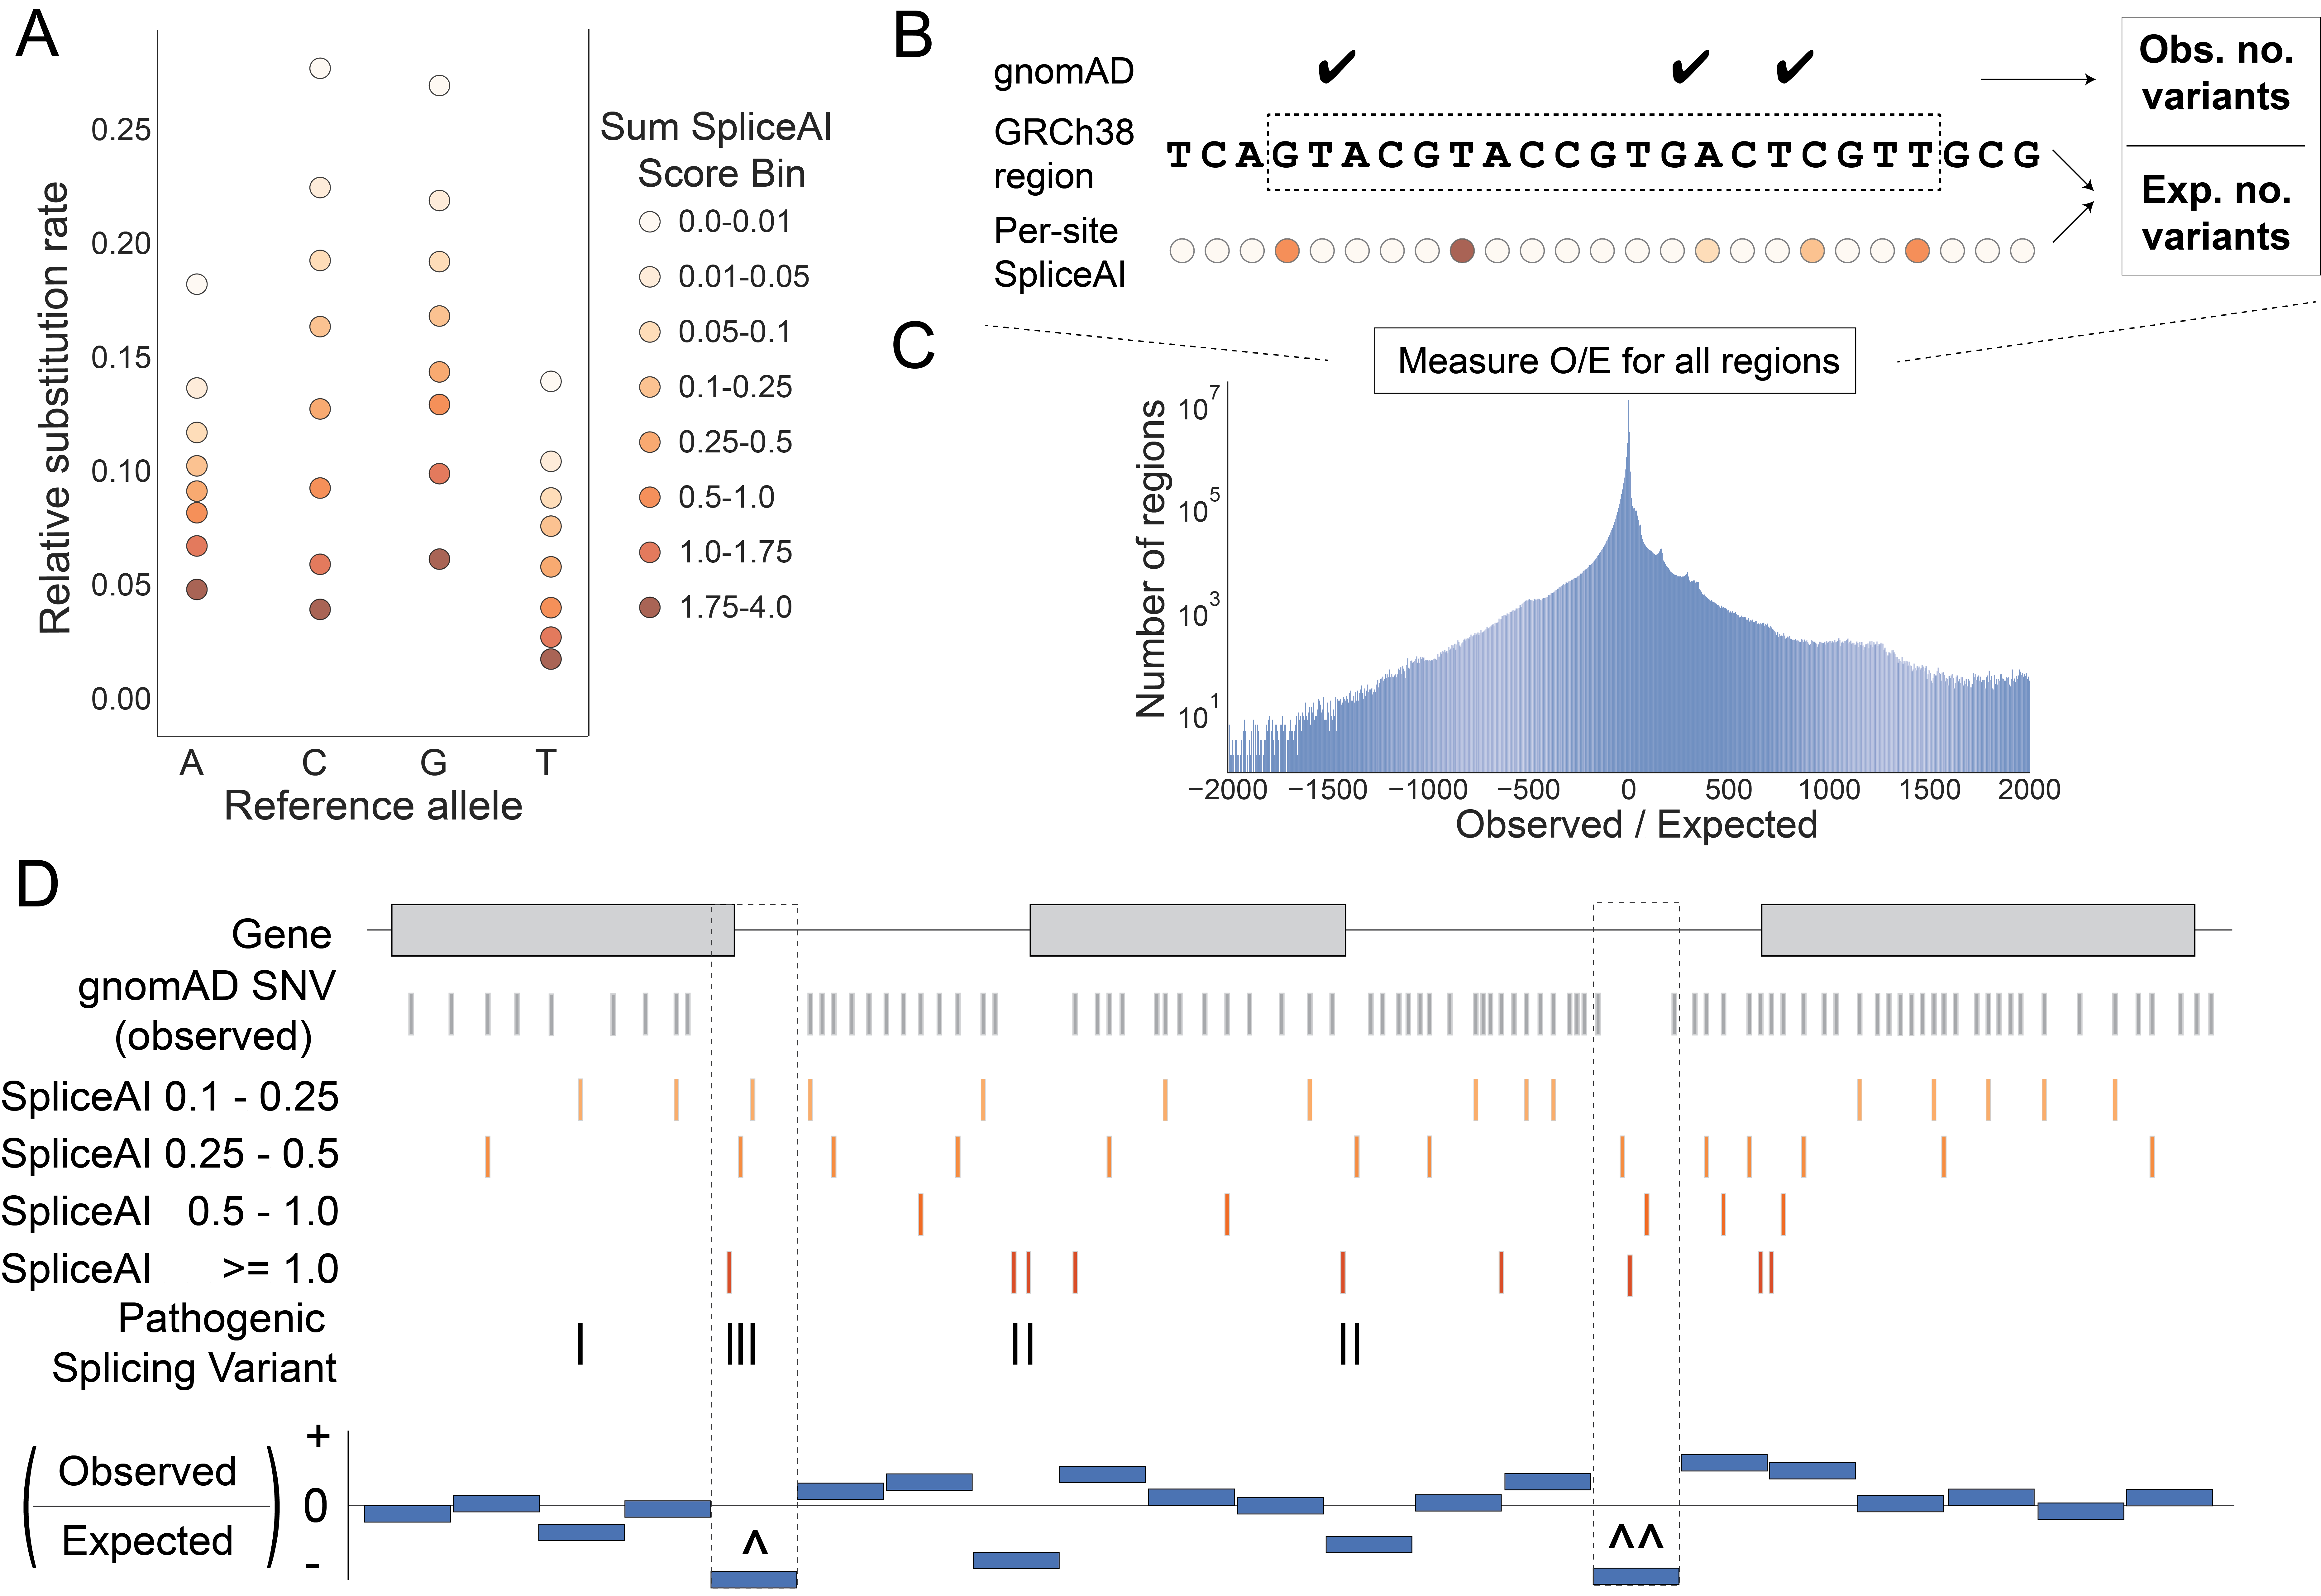 A
Relative substitution rate
0.25
0.20
0.15
0.10
0.05
0.00
A C G T
Reference allele
Sum SpliceAI
Score Bin
0.0-0.01
0.01-0.05
0.05-0.1
0.1-0.25
0.25-0.5
0.5-1.0
1.0-1.75
1.75-4.0
B
gnomAD ✔ ✔ ✔
GRCh38
region
TCAGTACGTACCGTGACTCGTTGCG
Per-site
SpliceAI
Obs. no.
variants
Exp. no.
variants
C
Measure O/E for all regions
Number of regions
10^7
10^5
10^3
10^1
−2000 −1500 −1000 −500 0 500 1000 1500 2000
Observed / Expected
D
Gene
gnomAD SNV
(observed)
SpliceAI 0.1 - 0.25
SpliceAI 0.25 - 0.5
SpliceAI 0.5 - 1.0
SpliceAI >= 1.0
Pathogenic
Splicing Variant
(Observed
Expected)
+
0
-
^
^^